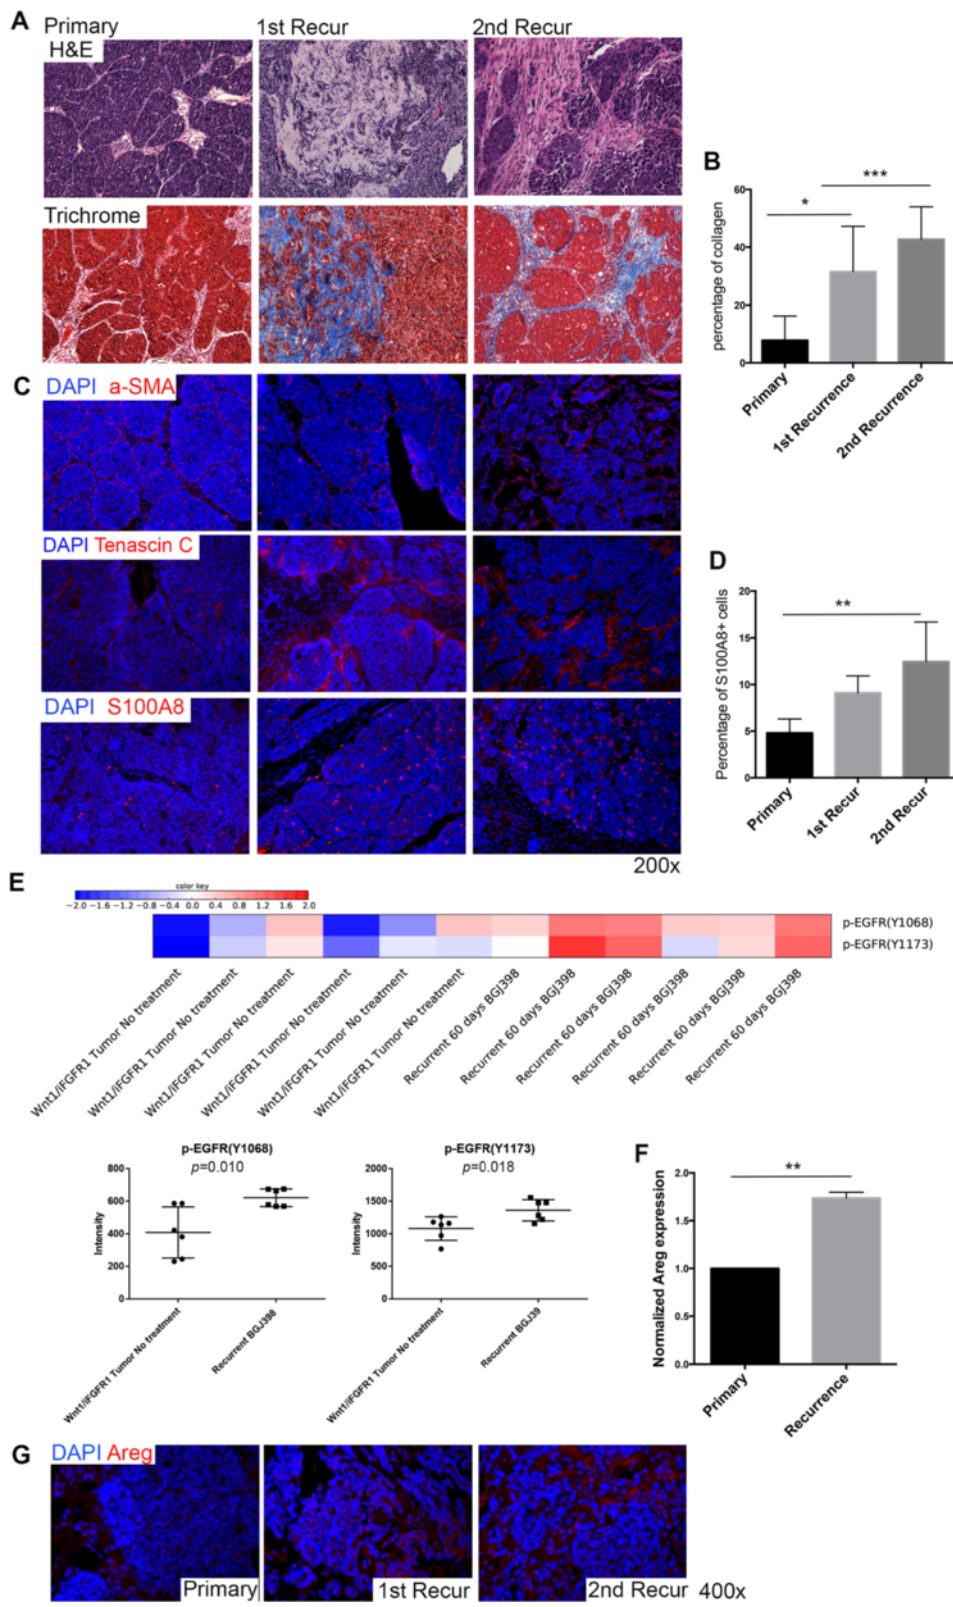 A
Primary
H&E
1st Recur
2nd Recur
Trichrome
B
percentage of collagen
60
40
20
0
*
***
Primary
1st Recurrence
2nd Recurrence
C
DAPI a-SMA
DAPI Tenascin C
DAPI S100A8
200x
D
Percentage of S100A8+ cells
20
15
10
5
0
**
Primary
1st Recur
2nd Recur
E
color key
−2.0 −1.6 −1.2 −0.8 −0.4 0.0 0.4 0.8 1.2 1.6 2.0
p-EGFR(Y1068)
p-EGFR(Y1173)
Wnt1/iFGFR1 Tumor No treatment
Wnt1/iFGFR1 Tumor No treatment
Wnt1/iFGFR1 Tumor No treatment
Wnt1/iFGFR1 Tumor No treatment
Wnt1/iFGFR1 Tumor No treatment
Wnt1/iFGFR1 Tumor No treatment
Recurrent 60 days BGJ398
Recurrent 60 days BGJ398
Recurrent 60 days BGJ398
Recurrent 60 days BGJ398
Recurrent 60 days BGJ398
Recurrent 60 days BGJ398
p-EGFR(Y1068)
p=0.010
Intensity
800
600
400
200
0
Wnt1/iFGFR1 Tumor No treatment
Recurrent BGJ398
p-EGFR(Y1173)
p=0.018
Intensity
2000
1500
1000
500
0
Wnt1/iFGFR1 Tumor No treatment
Recurrent BGJ39
F
Normalized Areg expression
2.0
1.5
1.0
0.5
0.0
**
Primary
Recurrence
G
DAPI Areg
Primary
1st Recur
2nd Recur
400x